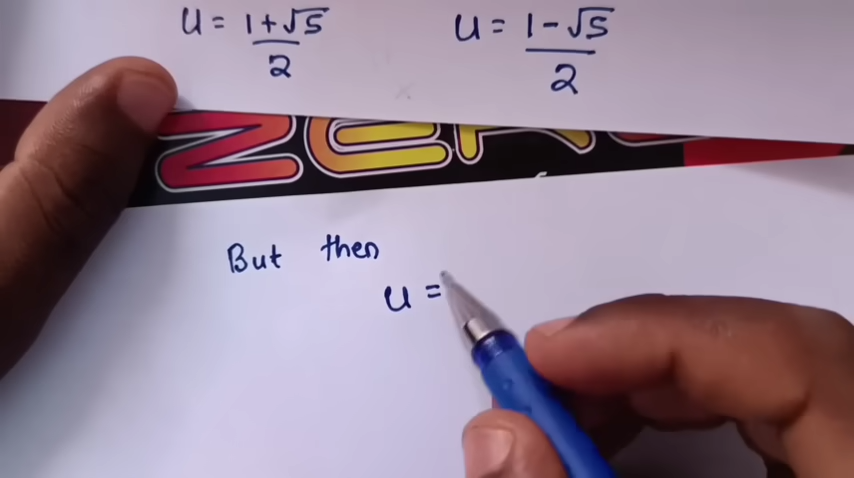 u = 1 + √5 / 2    u = 1 - √5 / 2
But then
u =